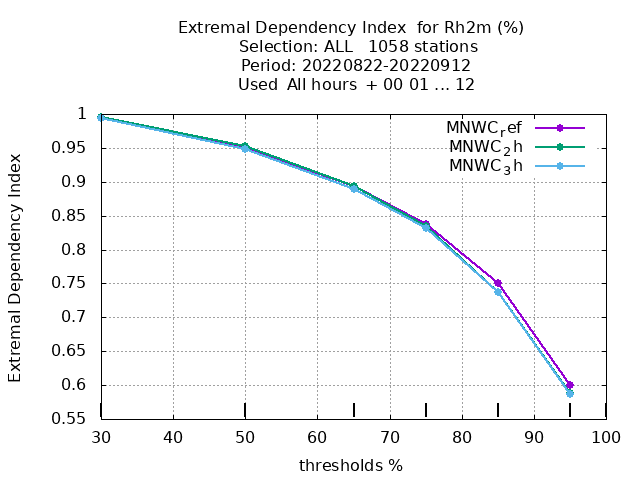 Extremal Dependency Index  for Rh2m (%)
Selection: ALL   1058 stations
Period: 20220822-20220912
Used  All hours  + 00 01 ... 12
MNWC_ref
MNWC_2h
MNWC_3h
Extremal Dependency Index
1
0.95
0.9
0.85
0.8
0.75
0.7
0.65
0.6
0.55
30 40 50 60 70 80 90 100
thresholds %